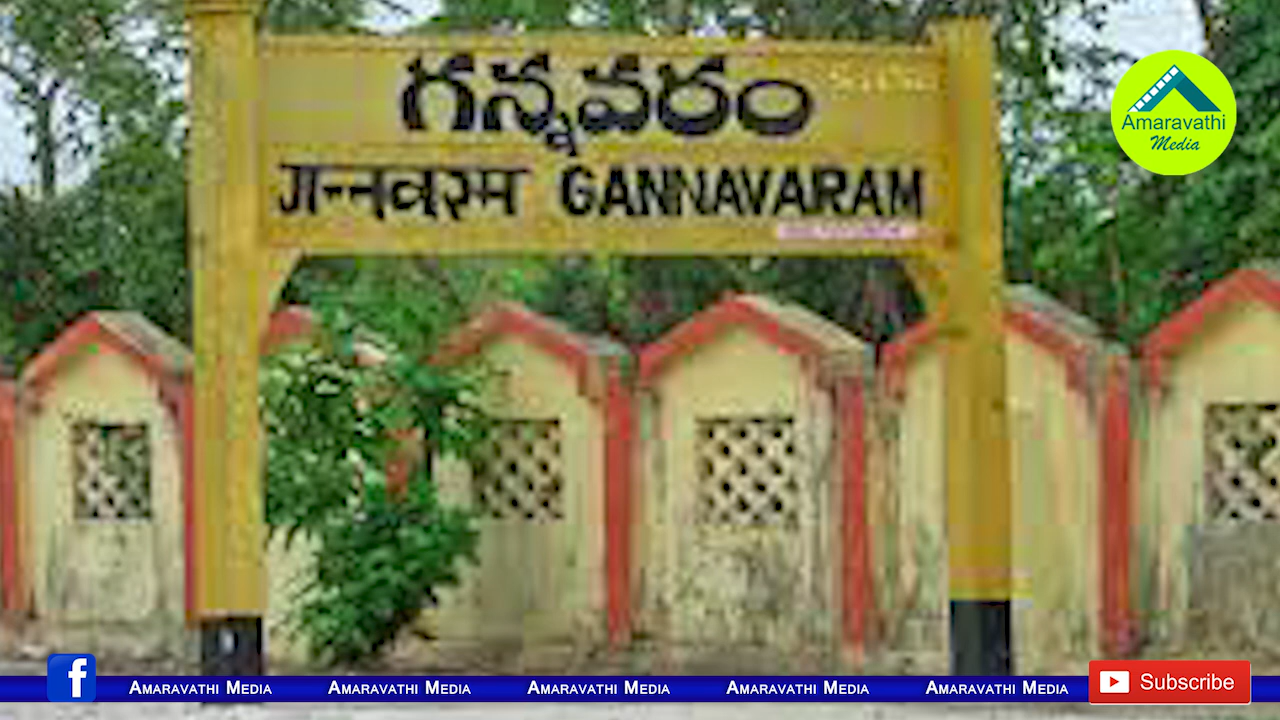 గన్నవరం
गन्नवरम GANNAVARAM
Amaravathi
Media
f
Amaravathi Media Amaravathi Media Amaravathi Media Amaravathi Media Amaravathi Media
Subscribe